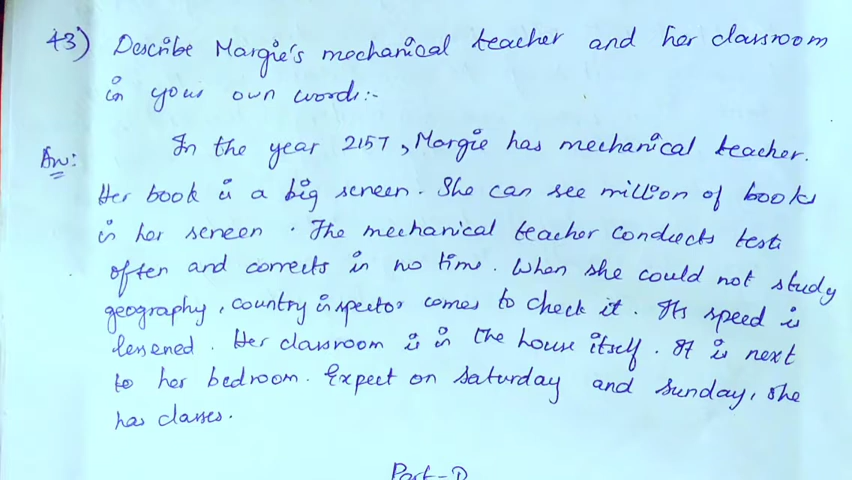 43) Describe Margie's mechanical teacher and her classroom
in your own words:-
Ans: In the year 2157, Margie has mechanical teacher.
Her book is a big screen. She can see million of books
in her screen. The mechanical teacher conducts tests
often and corrects in no time. When she could not study
geography, country inspector comes to check it. Its speed is
lessened. Her classroom is in the house itself. It is next
to her bedroom. Expect on saturday and sunday, she
has classes.
Part-D